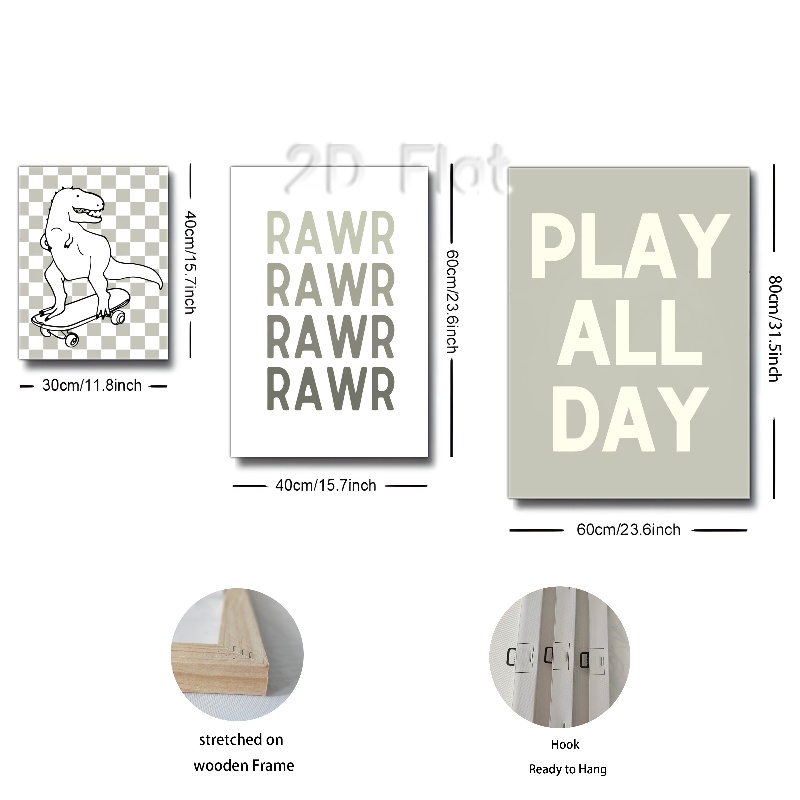 2D Flat
40cm/15.7inch
30cm/11.8inch
RAWR
RAWR
RAWR
RAWR
60cm/23.6inch
40cm/15.7inch
PLAY
ALL
DAY
80cm/31.5inch
60cm/23.6inch
stretched on
wooden Frame
Hook
Ready to Hang